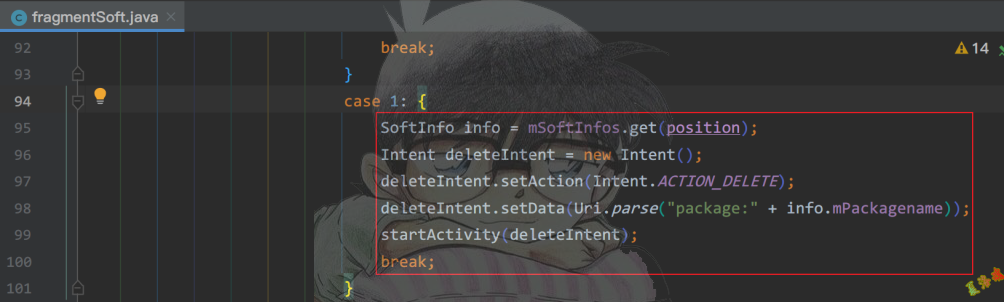 fragmentSoft.java
14
92 break;
93 }
94 case 1: {
95 SoftInfo info = mSoftInfos.get(position);
96 Intent deleteIntent = new Intent();
97 deleteIntent.setAction(Intent.ACTION_DELETE);
98 deleteIntent.setData(Uri.parse("package:" + info.mPackagename));
99 startActivity(deleteIntent);
100 break;
101 }